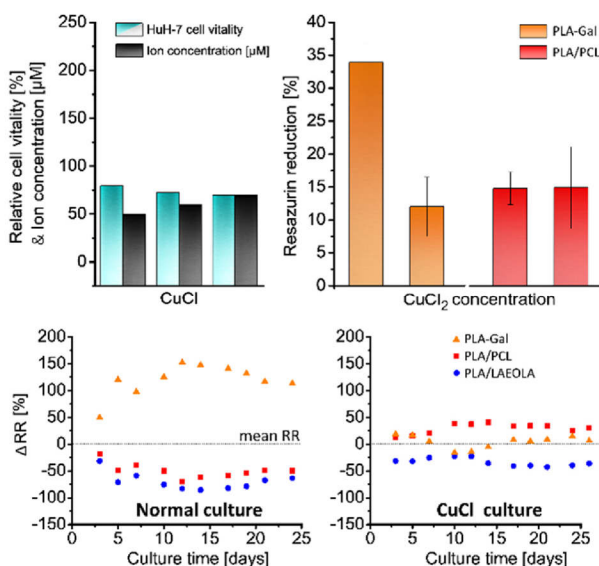 Relative cell vitality [%]
& Ion concentration [µM]
250
200
150
100
50
0
HuH-7 cell vitality
Ion concentration [µM]
CuCl
Resazurin reduction [%]
40
35
30
25
20
15
10
5
0
PLA-Gal
PLA/PCL
CuCl₂ concentration
Δ RR [%]
200
150
100
50
0
-50
-100
-150
mean RR
Normal culture
0 5 10 15 20 25
Culture time [days]
200
150
100
50
0
-50
-100
-150
PLA-Gal
PLA/PCL
PLA/LAEOLA
CuCl culture
0 5 10 15 20 25
Culture time [days]